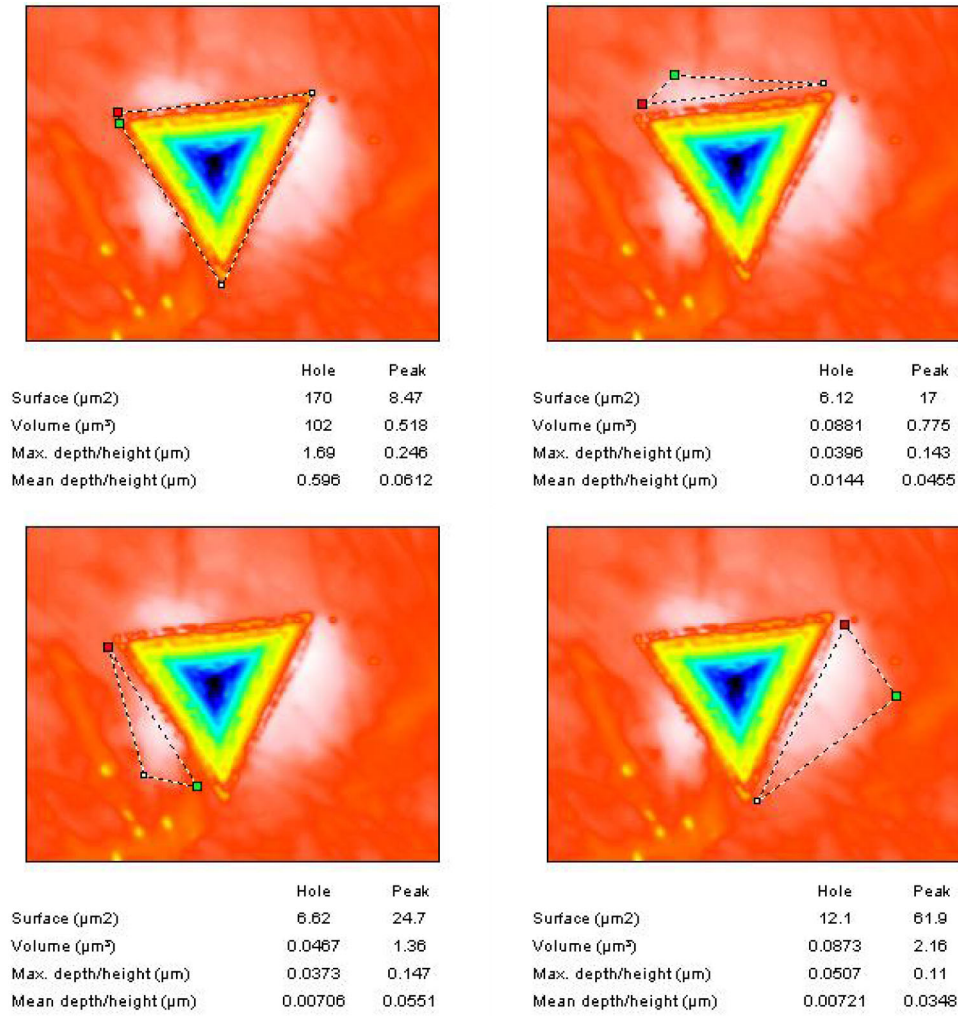 Hole Peak
Surface (µm2) 170 8.47
Volume (µm³) 102 0.518
Max. depth/height (µm) 1.69 0.246
Mean depth/height (µm) 0.596 0.0612
Hole Peak
Surface (µm2) 6.12 17
Volume (µm³) 0.0881 0.775
Max. depth/height (µm) 0.0396 0.143
Mean depth/height (µm) 0.0144 0.0455
Hole Peak
Surface (µm2) 6.62 24.7
Volume (µm³) 0.0467 1.36
Max. depth/height (µm) 0.0373 0.147
Mean depth/height (µm) 0.00706 0.0551
Hole Peak
Surface (µm2) 12.1 61.9
Volume (µm³) 0.0873 2.16
Max. depth/height (µm) 0.0507 0.11
Mean depth/height (µm) 0.00721 0.0348